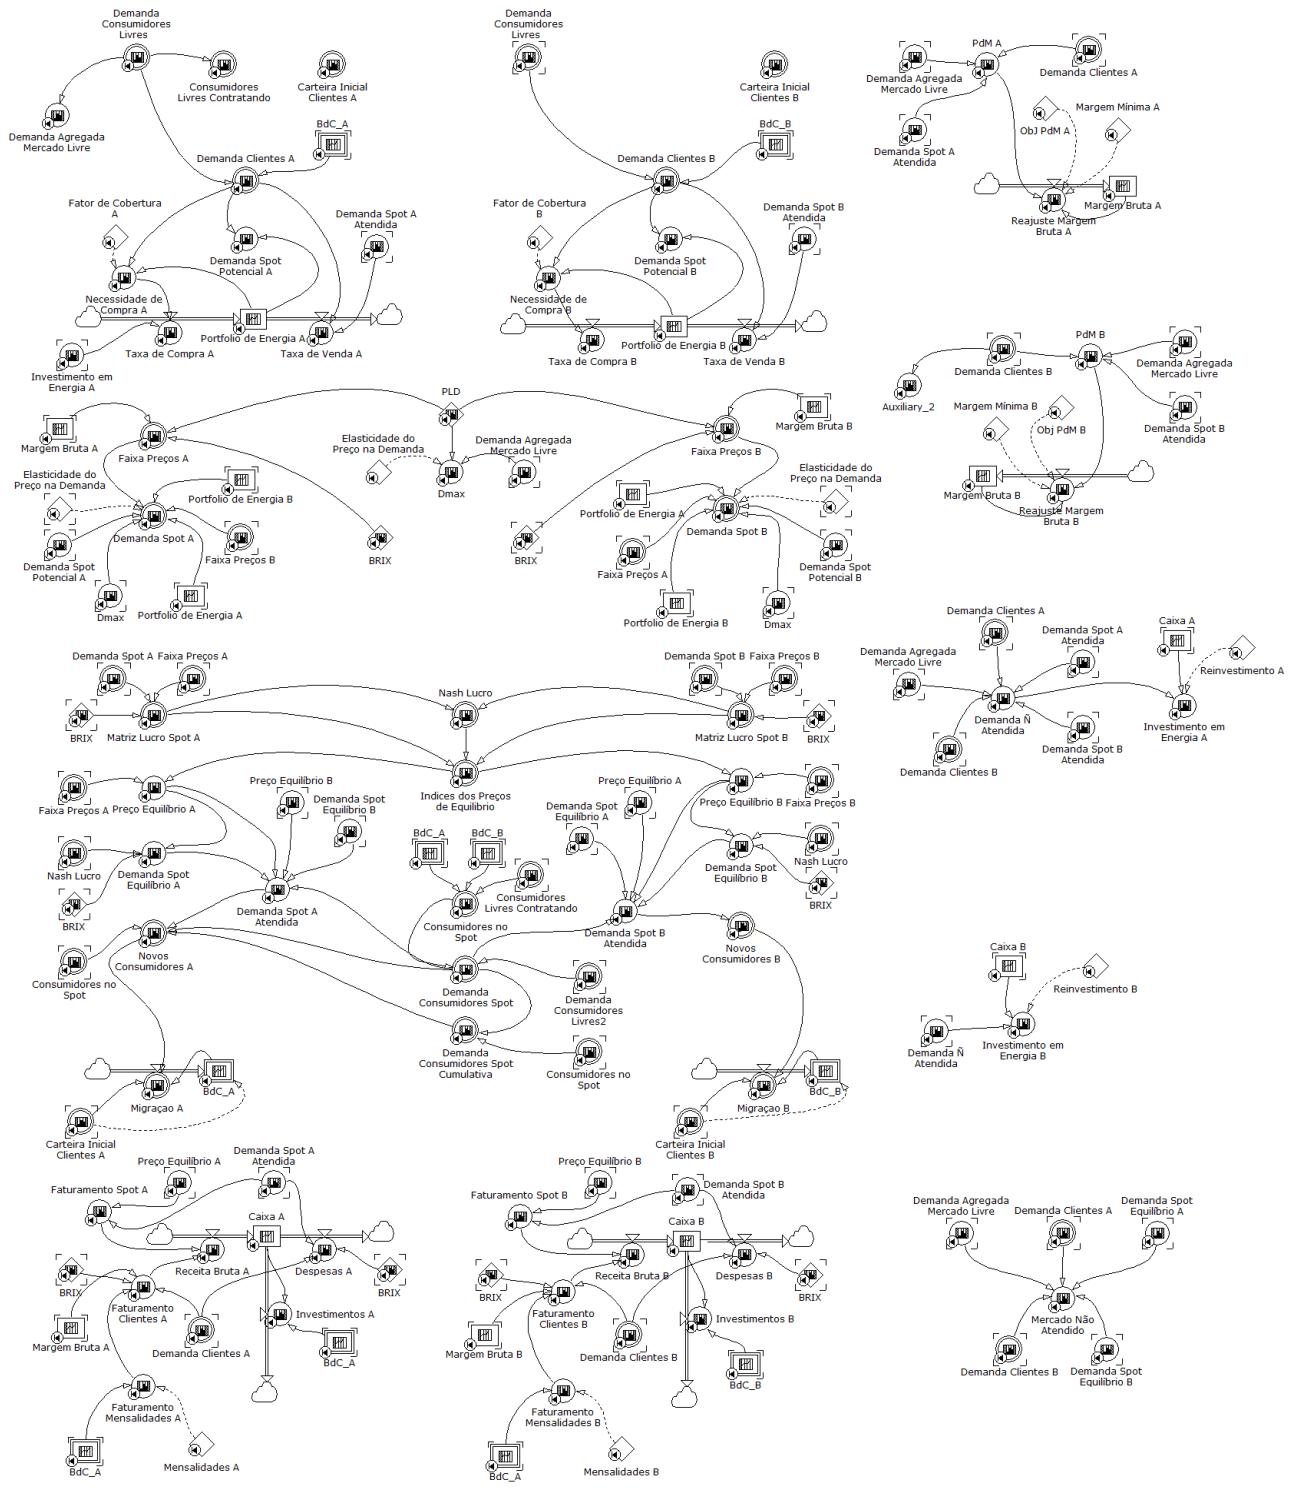 Demanda
Consumidores
Livres
Consumidores
Livres Contratando
Carteira Inicial
Clientes A
Demanda Agregada
Mercado Livre
BdC_A
Demanda Clientes A
Fator de Cobertura
A
Demanda Spot A
Atendida
Demanda Spot
Potencial A
Necessidade de
Compra A
Portfolio de Energia A
Taxa de Compra A
Taxa de Venda A
Investimento em
Energia A
Demanda
Consumidores
Livres
Carteira Inicial
Clientes B
BdC_B
Demanda Clientes B
Fator de Cobertura
B
Demanda Spot B
Atendida
Demanda Spot
Potencial B
Necessidade de
Compra B
Portfolio de Energia B
Taxa de Compra B
Taxa de Venda B
PdM A
Demanda Agregada
Mercado Livre
Demanda Clientes A
Margem Mínima A
ObJ PdM A
Demanda Spot A
Atendida
Margem Bruta A
Reajuste Margem
Bruta A
PdM B
Demanda Clientes B
Demanda Agregada
Mercado Livre
Auxiliary_2
Margem Mínima B
Obj PdM B
Demanda Spot B
Atendida
Margem Bruta B
Reajuste Margem
Bruta B
PLD
Margem Bruta A
Faixa Preços A
Elasticidade do
Preço na Demanda
Demanda Agregada
Mercado Livre
Dmax
Faixa Preços B
Margem Bruta B
Elasticidade do
Preço na Demanda
Portfolio de Energia B
Demanda Spot A
Faixa Preços B
BRIX
Demanda Spot
Potencial A
Dmax
Portfolio de Energia A
Elasticidade do
Preço na Demanda
Portfolio de Energia A
Demanda Spot B
BRIX
Faixa Preços A
Demanda Spot
Potencial B
Portfolio de Energia B
Dmax
Demanda Clientes A
Demanda Agregada
Mercado Livre
Demanda Spot A
Atendida
Caixa A
Reinvestimento A
Demanda Ñ
Atendida
Investimento em
Energia A
Demanda Clientes B
Demanda Spot B
Atendida
Demanda Spot A
Faixa Preços A
Nash Lucro
Demanda Spot B
Faixa Preços B
BRIX
Matriz Lucro Spot A
Matriz Lucro Spot B
BRIX
Indices dos Preços
de Equilibrio
Faixa Preços A
Preço Equilíbrio A
Preço Equilíbrio B
Demanda Spot
Equilíbrio B
Preço Equilíbrio A
Demanda Spot
Equilíbrio A
Preço Equilíbrio B
Faixa Preços B
Nash Lucro
Demanda Spot
Equilíbrio A
BRIX
Demanda Spot A
Atendida
BdC_A
BdC_B
Consumidores
Livres Contratando
Consumidores no
Spot
Demanda Spot
Equilíbrio B
Nash Lucro
BRIX
Demanda Spot B
Atendida
Novos
Consumidores A
Consumidores no
Spot
Demanda
Consumidores Spot
Demanda
Consumidores
Livres2
Novos
Consumidores B
Demanda
Consumidores Spot
Cumulativa
Consumidores no
Spot
Caixa B
Reinvestimento B
Demanda Ñ
Atendida
Investimento em
Energia B
Migraçao A
BdC_A
Carteira Inicial
Clientes A
Migraçao B
BdC_B
Carteira Inicial
Clientes B
Preço Equilíbrio A
Demanda Spot A
Atendida
Faturamento Spot A
Caixa A
Receita Bruta A
Despesas A
BRIX
BRIX
Faturamento
Clientes A
Investimentos A
Margem Bruta A
Demanda Clientes A
BdC_A
Faturamento
Mensalidades A
BdC_A
Mensalidades A
Preço Equilíbrio B
Demanda Spot B
Atendida
Faturamento Spot B
Caixa B
Receita Bruta B
Despesas B
BRIX
BRIX
Faturamento
Clientes B
Investimentos B
Margem Bruta B
Demanda Clientes B
BdC_B
Faturamento
Mensalidades B
BdC_A
Mensalidades B
Demanda Agregada
Mercado Livre
Demanda Clientes A
Demanda Spot
Equilíbrio A
Mercado Não
Atendido
Demanda Clientes B
Demanda Spot
Equilíbrio B